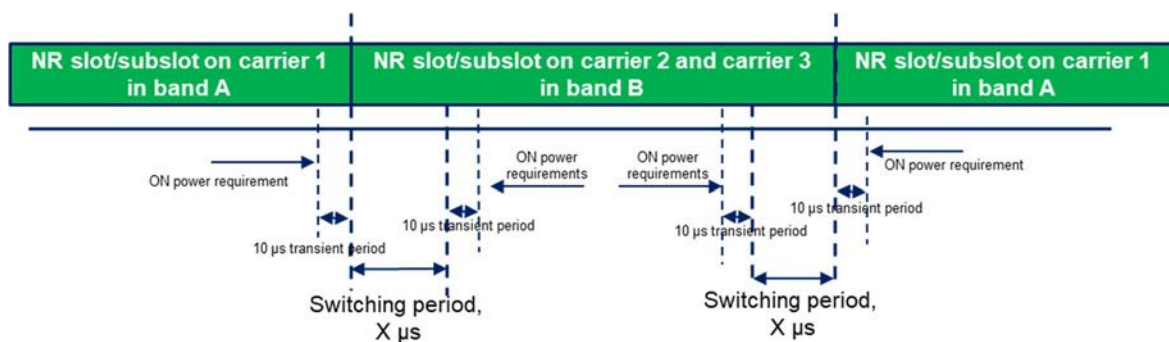 NR slot/subslot on carrier 1
in band A
NR slot/subslot on carrier 2 and carrier 3
in band B
NR slot/subslot on carrier 1
in band A
ON power requirement
ON power
requirements
ON power
requirements
ON power requirement
10 µs transient period
10 µs transient period
10 µs transient period
10 µs transient period
Switching period,
X µs
Switching period,
X µs